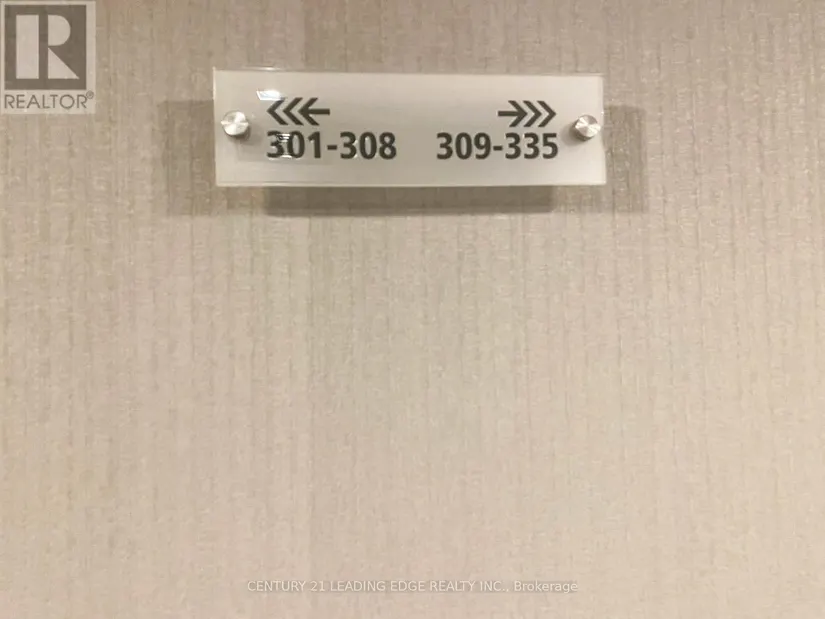 REALTOR®
301-308 309-335
CENTURY 21 LEADING EDGE REALTY INC., Brokerage